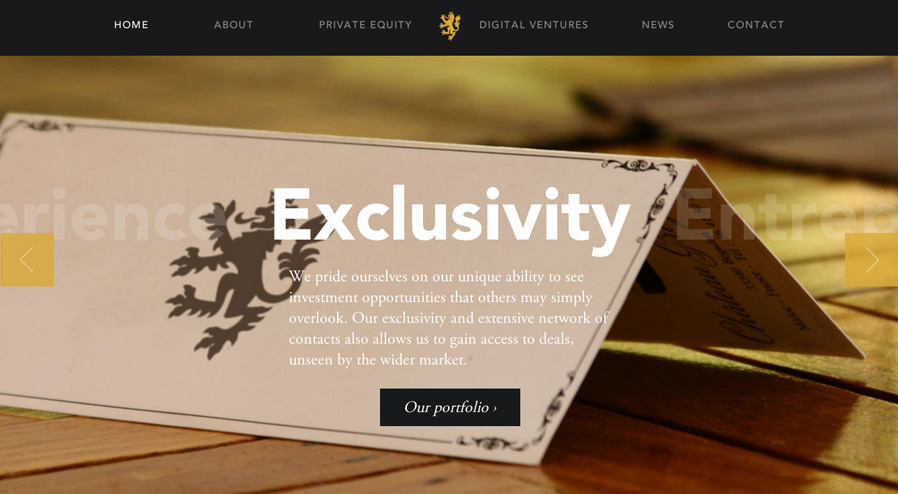 HOME
ABOUT
PRIVATE EQUITY
DIGITAL VENTURES
NEWS
CONTACT
erience
Exclusivity
Entrep
We pride ourselves on our unique ability to see
investment opportunities that others may simply
overlook. Our exclusivity and extensive network of
contacts also allows us to gain access to deals,
unseen by the wider market.
Our portfolio ›